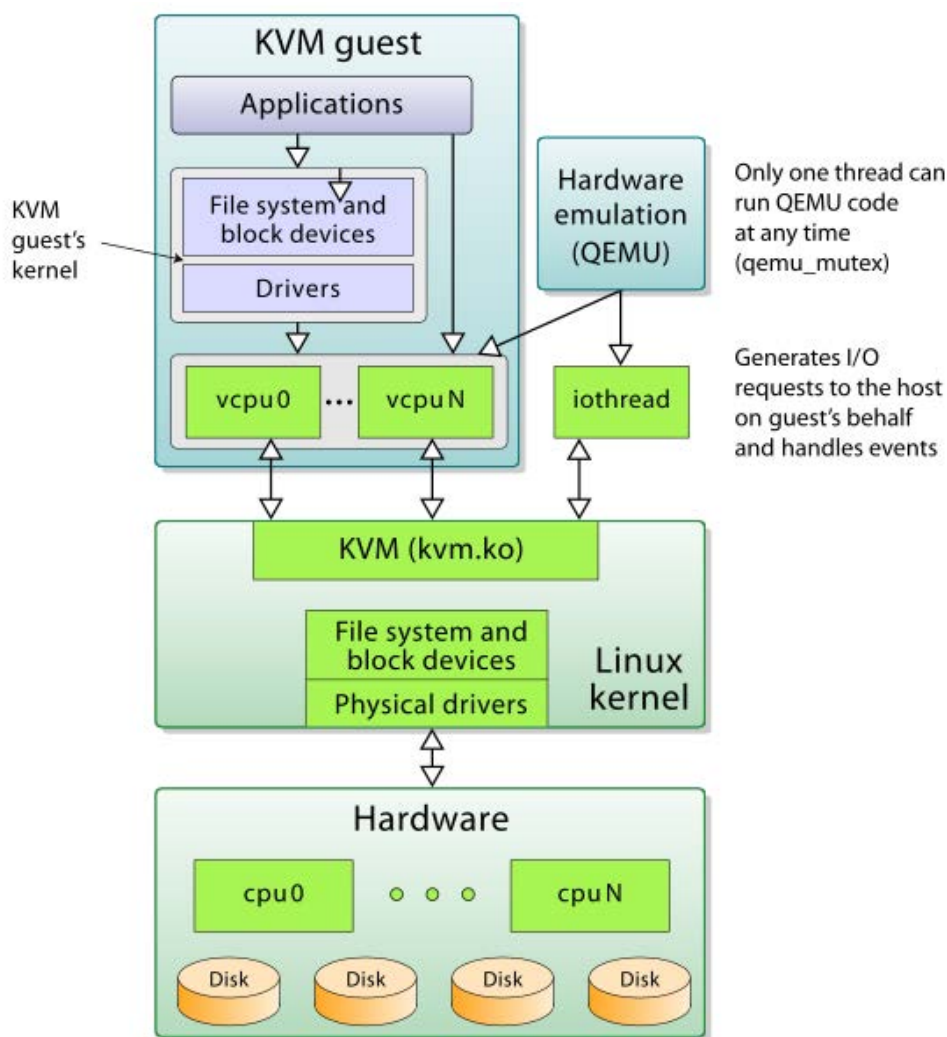 KVM guest
Applications
KVM
guest's
kernel
File system and
block devices
Drivers
Hardware
emulation
(QEMU)
Only one thread can
run QEMU code
at any time
(qemu_mutex)
vcpu0
...
vcpuN
iothread
Generates I/O
requests to the host
on guest's behalf
and handles events
KVM (kvm.ko)
File system and
block devices
Physical drivers
Linux
kernel
Hardware
cpu0
cpuN
Disk
Disk
Disk
Disk